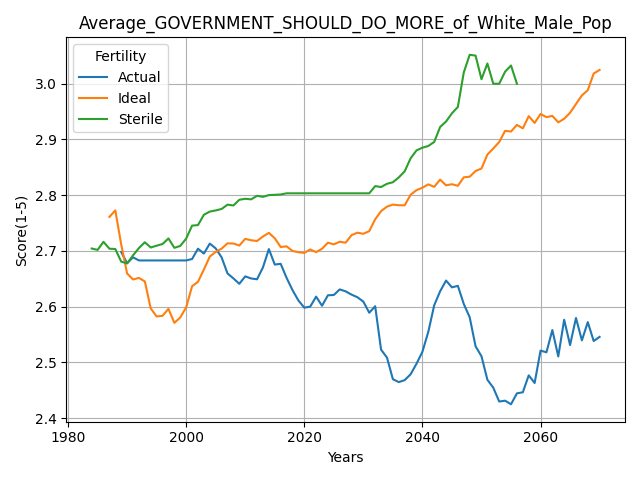 Average_GOVERNMENT_SHOULD_DO_MORE_of_White_Male_Pop
Fertility
Actual
Ideal
Sterile
Score(1-5)
3.0
2.9
2.8
2.7
2.6
2.5
2.4
1980
2000
2020
2040
2060
Years